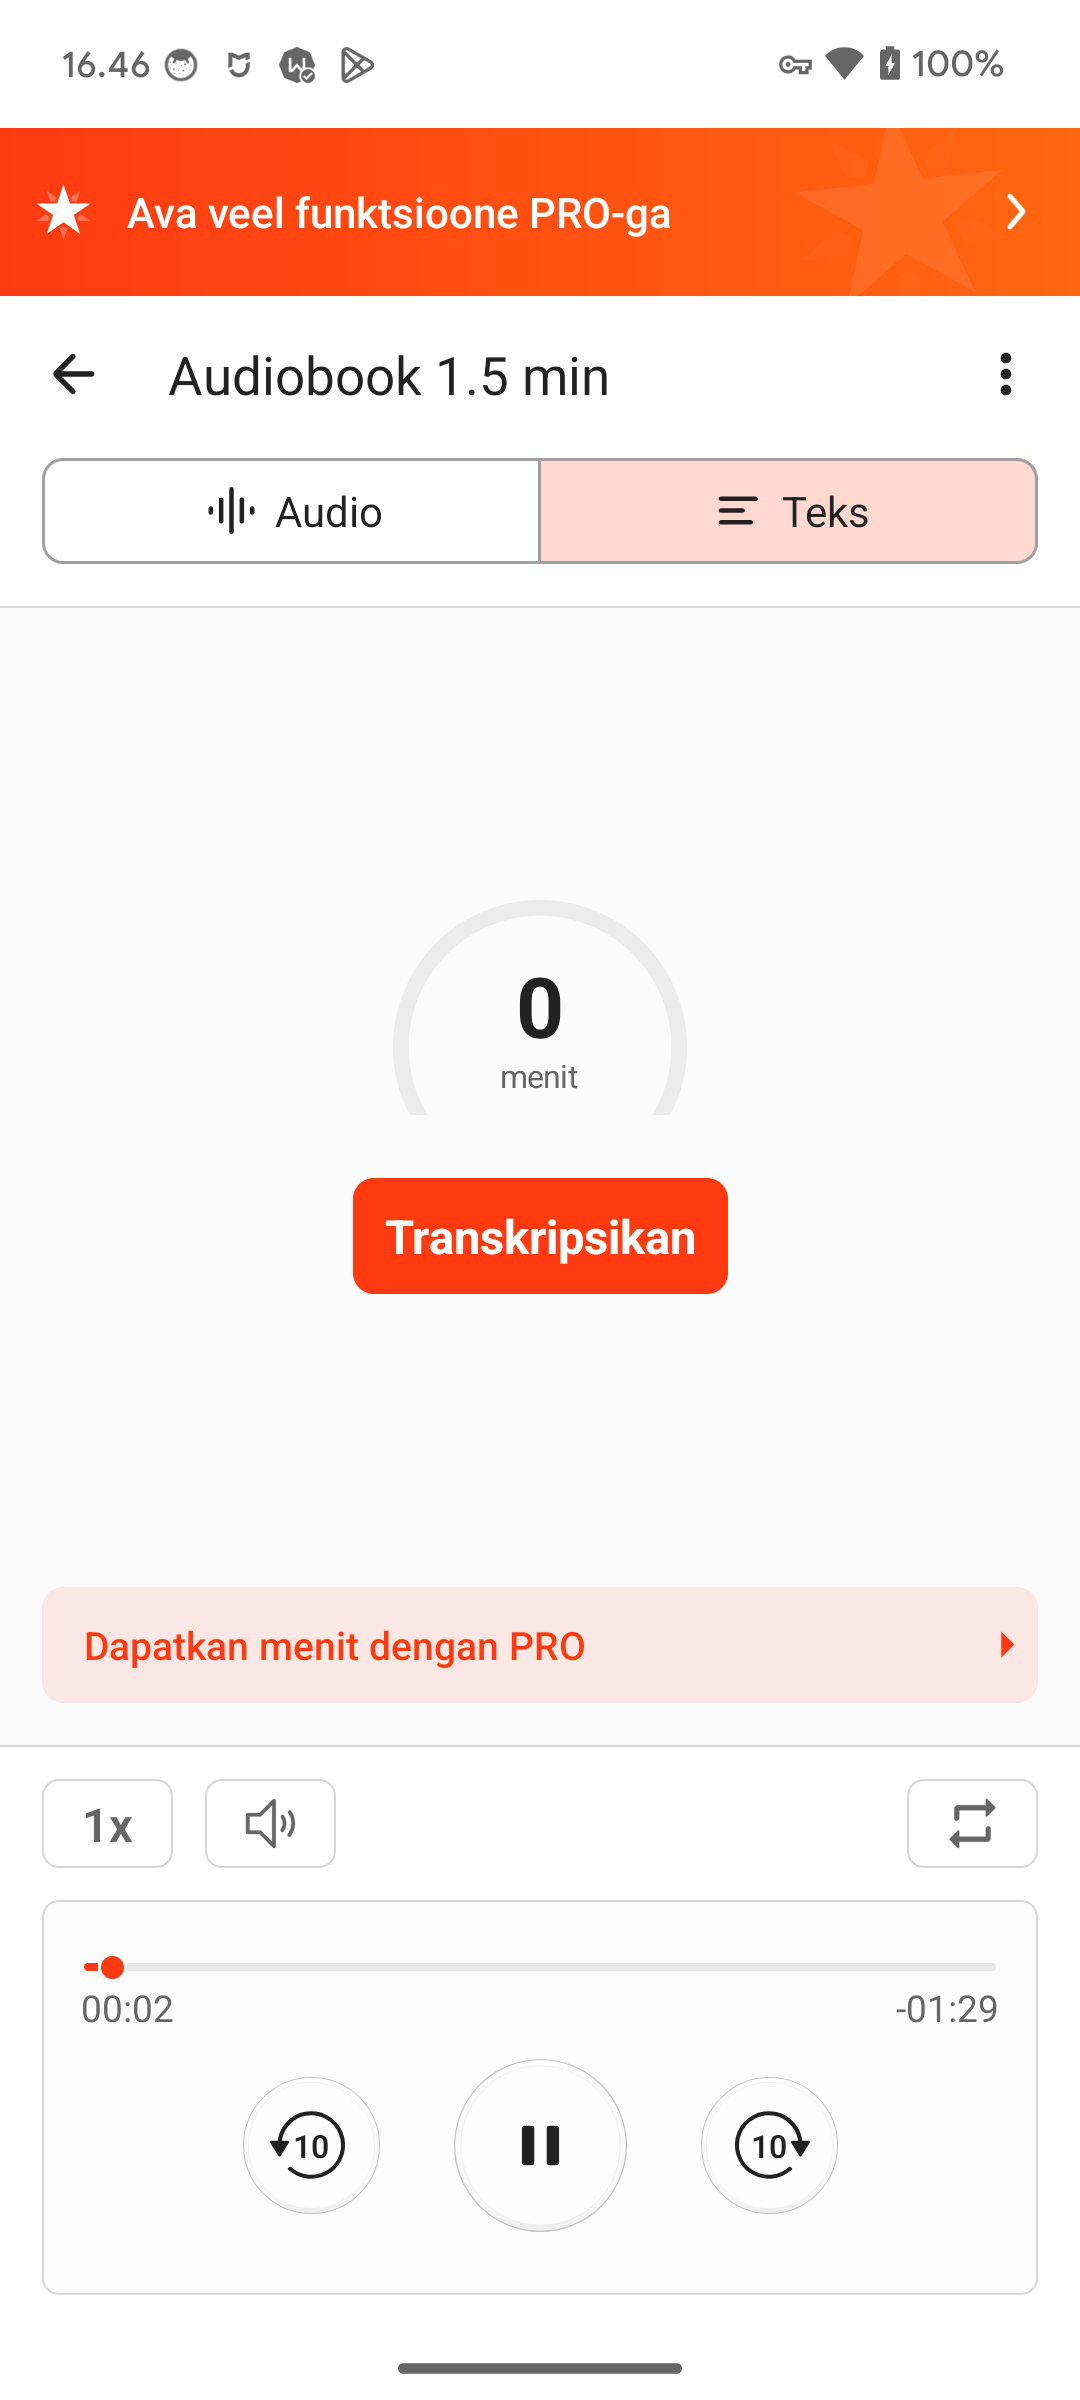 16.46
100%
Ava veel funktsioone PRO-ga
Audiobook 1.5 min
Audio
Teks
0
menit
Transkripsikan
Dapatkan menit dengan PRO
1x
00:02
-01:29
10
10